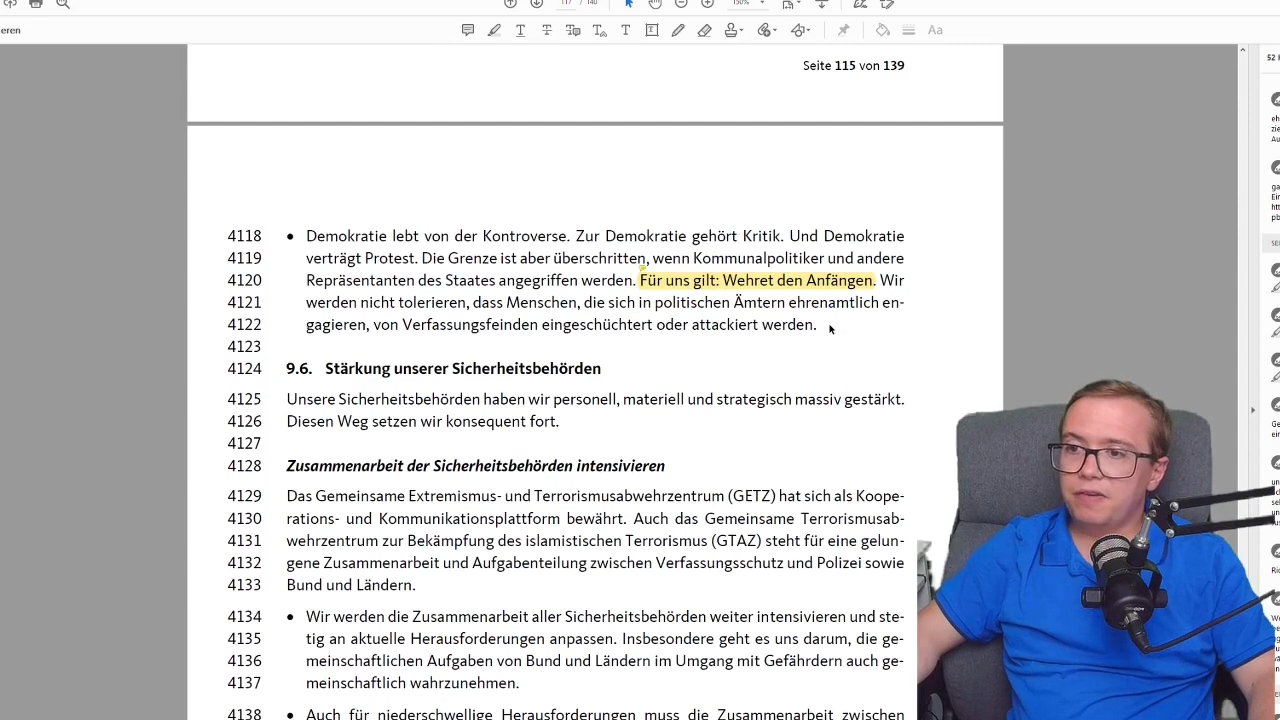 eren
117 / 140
150%
Aa
52
Seite 115 von 139
4118 • Demokratie lebt von der Kontroverse. Zur Demokratie gehört Kritik. Und Demokratie
4119 verträgt Protest. Die Grenze ist aber überschritten, wenn Kommunalpolitiker und andere
4120 Repräsentanten des Staates angegriffen werden. Für uns gilt: Wehret den Anfängen. Wir
4121 werden nicht tolerieren, dass Menschen, die sich in politischen Ämtern ehrenamtlich en-
4122 gagieren, von Verfassungsfeinden eingeschüchtert oder attackiert werden.
4123
4124 9.6. Stärkung unserer Sicherheitsbehörden
4125 Unsere Sicherheitsbehörden haben wir personell, materiell und strategisch massiv gestärkt.
4126 Diesen Weg setzen wir konsequent fort.
4127
4128 Zusammenarbeit der Sicherheitsbehörden intensivieren
4129 Das Gemeinsame Extremismus- und Terrorismusabwehrzentrum (GETZ) hat sich als Koope-
4130 rations- und Kommunikationsplattform bewährt. Auch das Gemeinsame Terrorismusab-
4131 wehrzentrum zur Bekämpfung des islamistischen Terrorismus (GTAZ) steht für eine gelun-
4132 gene Zusammenarbeit und Aufgabenteilung zwischen Verfassungsschutz und Polizei sowie
4133 Bund und Ländern.
4134 • Wir werden die Zusammenarbeit aller Sicherheitsbehörden weiter intensivieren und ste-
4135 tig an aktuelle Herausforderungen anpassen. Insbesondere geht es uns darum, die ge-
4136 meinschaftlichen Aufgaben von Bund und Ländern im Umgang mit Gefährdern auch ge-
4137 meinschaftlich wahrzunehmen.
4138 • Auch für niederschwellige Herausforderungen muss die Zusammenarbeit zwischen